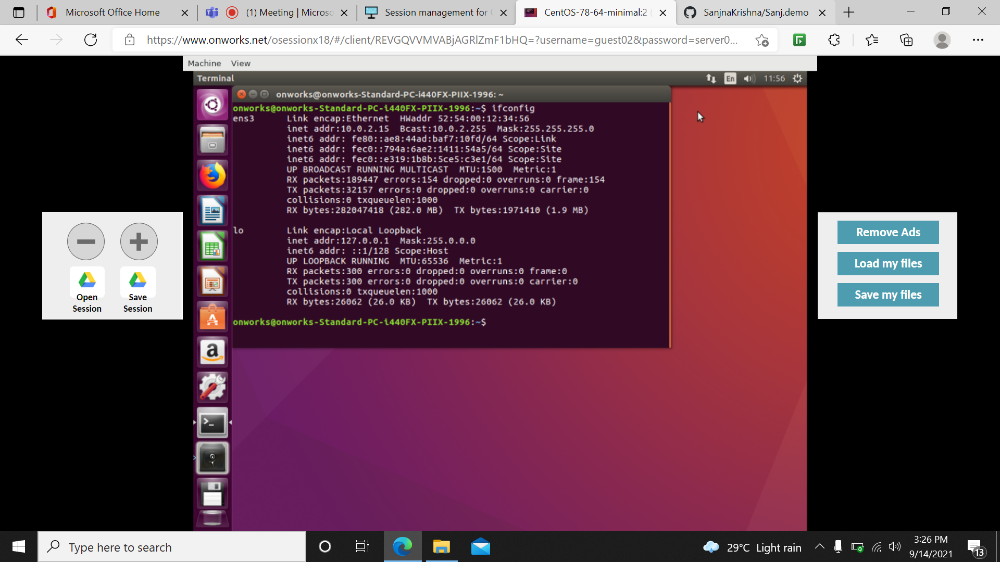 Microsoft Office Home
(1) Meeting | Microso
Session management for
CentOS-78-64-minimal:2 (
SanjnaKrishna/Sanj.demo
https://www.onworks.net/osessionx18/#/client/REVGQVVMVABjAGRlZmF1bHQ=?username=guest02&password=server0...
Machine View
Terminal
En
11:56
onworks@onworks-Standard-PC-i440FX-PIIX-1996: ~
onworks@onworks-Standard-PC-i440FX-PIIX-1996:~$ ifconfig
ens3 Link encap:Ethernet HWaddr 52:54:00:12:34:56
inet addr:10.0.2.15 Bcast:10.0.2.255 Mask:255.255.255.0
inet6 addr: fe80::ae8:44ad:baf7:10fd/64 Scope:Link
inet6 addr: fec0::794a:6ae2:1411:54a5/64 Scope:Site
inet6 addr: fec0::e319:1b8b:5ce5:c3e1/64 Scope:Site
UP BROADCAST RUNNING MULTICAST MTU:1500 Metric:1
RX packets:189447 errors:154 dropped:0 overruns:0 frame:154
TX packets:32157 errors:0 dropped:0 overruns:0 carrier:0
collisions:0 txqueuelen:1000
RX bytes:282047418 (282.0 MB) TX bytes:1971410 (1.9 MB)
lo Link encap:Local Loopback
inet addr:127.0.0.1 Mask:255.0.0.0
inet6 addr: ::1/128 Scope:Host
UP LOOPBACK RUNNING MTU:65536 Metric:1
RX packets:300 errors:0 dropped:0 overruns:0 frame:0
TX packets:300 errors:0 dropped:0 overruns:0 carrier:0
collisions:0 txqueuelen:1000
RX bytes:26062 (26.0 KB) TX bytes:26062 (26.0 KB)
onworks@onworks-Standard-PC-i440FX-PIIX-1996:~$
Open
Session
Save
Session
Remove Ads
Load my files
Save my files
Type here to search
29°C Light rain
3:26 PM
9/14/2021
13